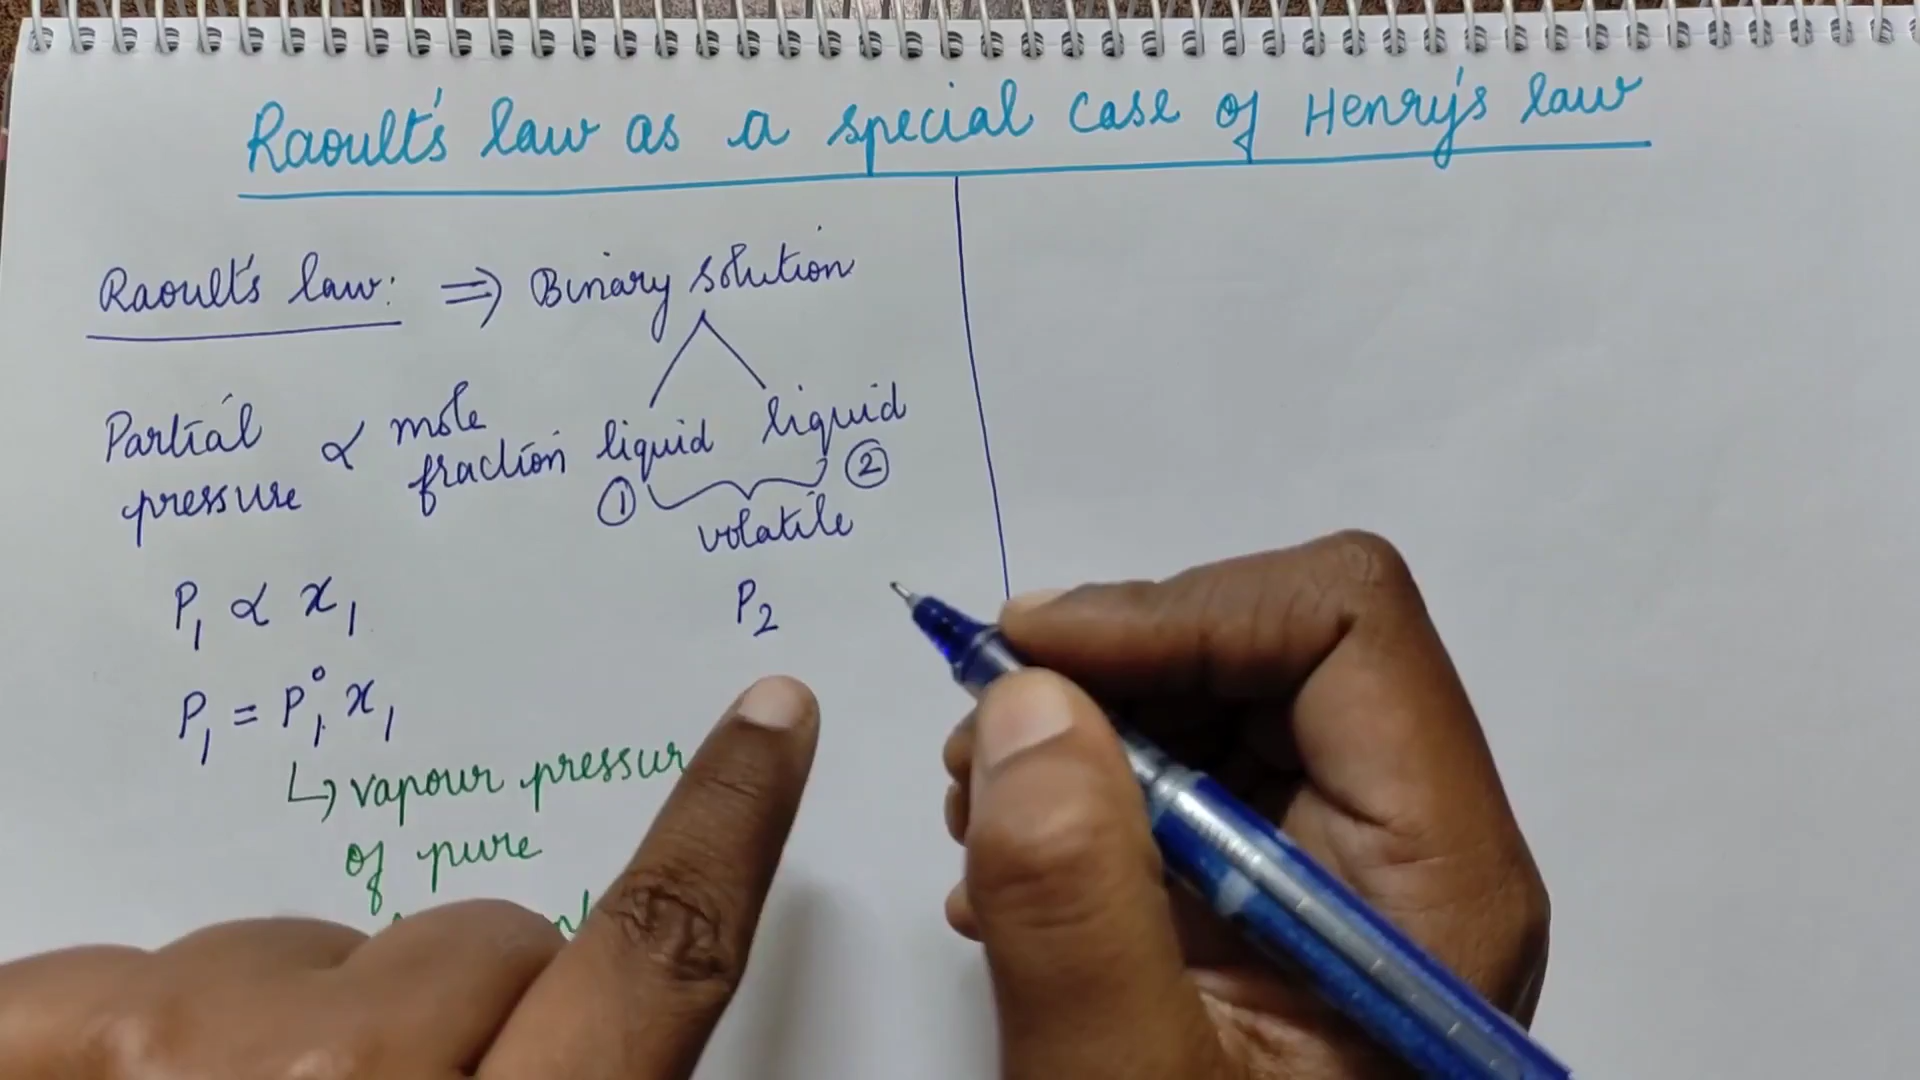 Raoult's law as a special case of Henry's law
Raoult's law: ⇒ Binary solution
Partial pressure ∝ mole fraction
liquid liquid
① ②
volatile
P₁ ∝ x₁
P₂
P₁ = P₁° x₁
↳ vapour pressur
of pure